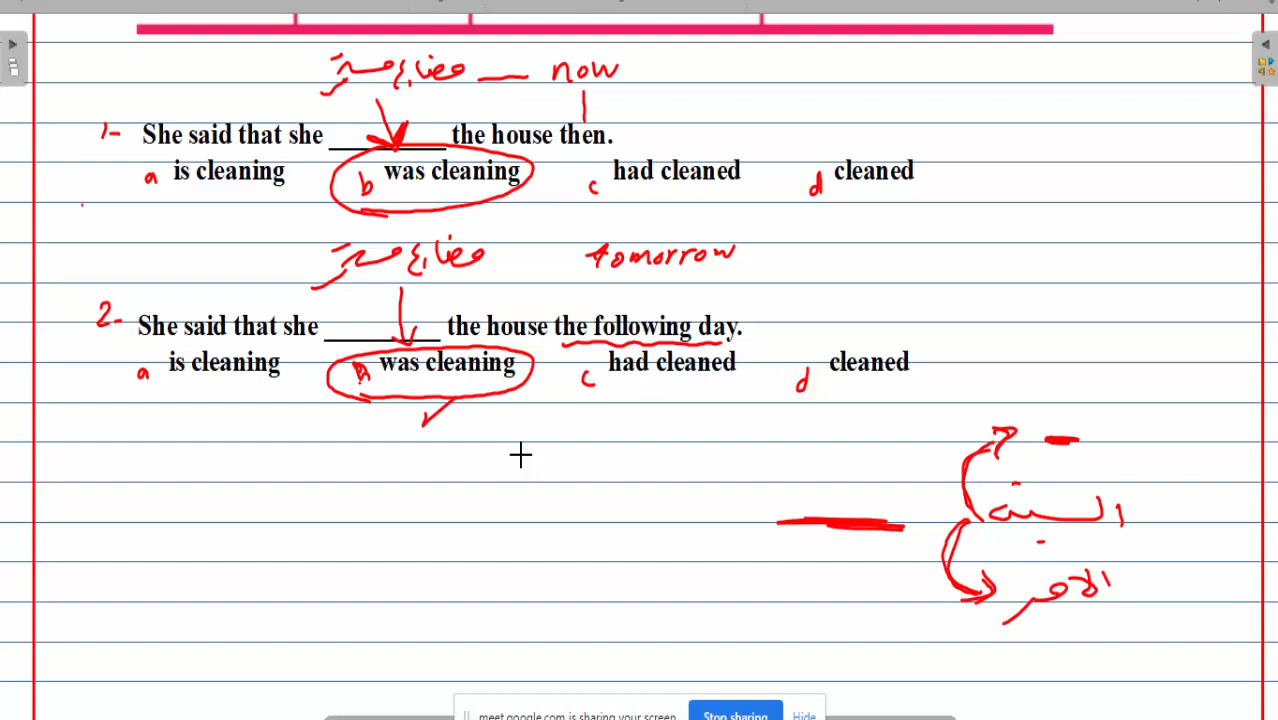 مضارع مستمر — now
1- She said that she ________ the house then.
a is cleaning b was cleaning c had cleaned d cleaned
مضارع مستمر tomorrow
2- She said that she ________ the house the following day.
a is cleaning was cleaning c had cleaned d cleaned
meet.google.com is sharing your screen. Stop sharing Hide